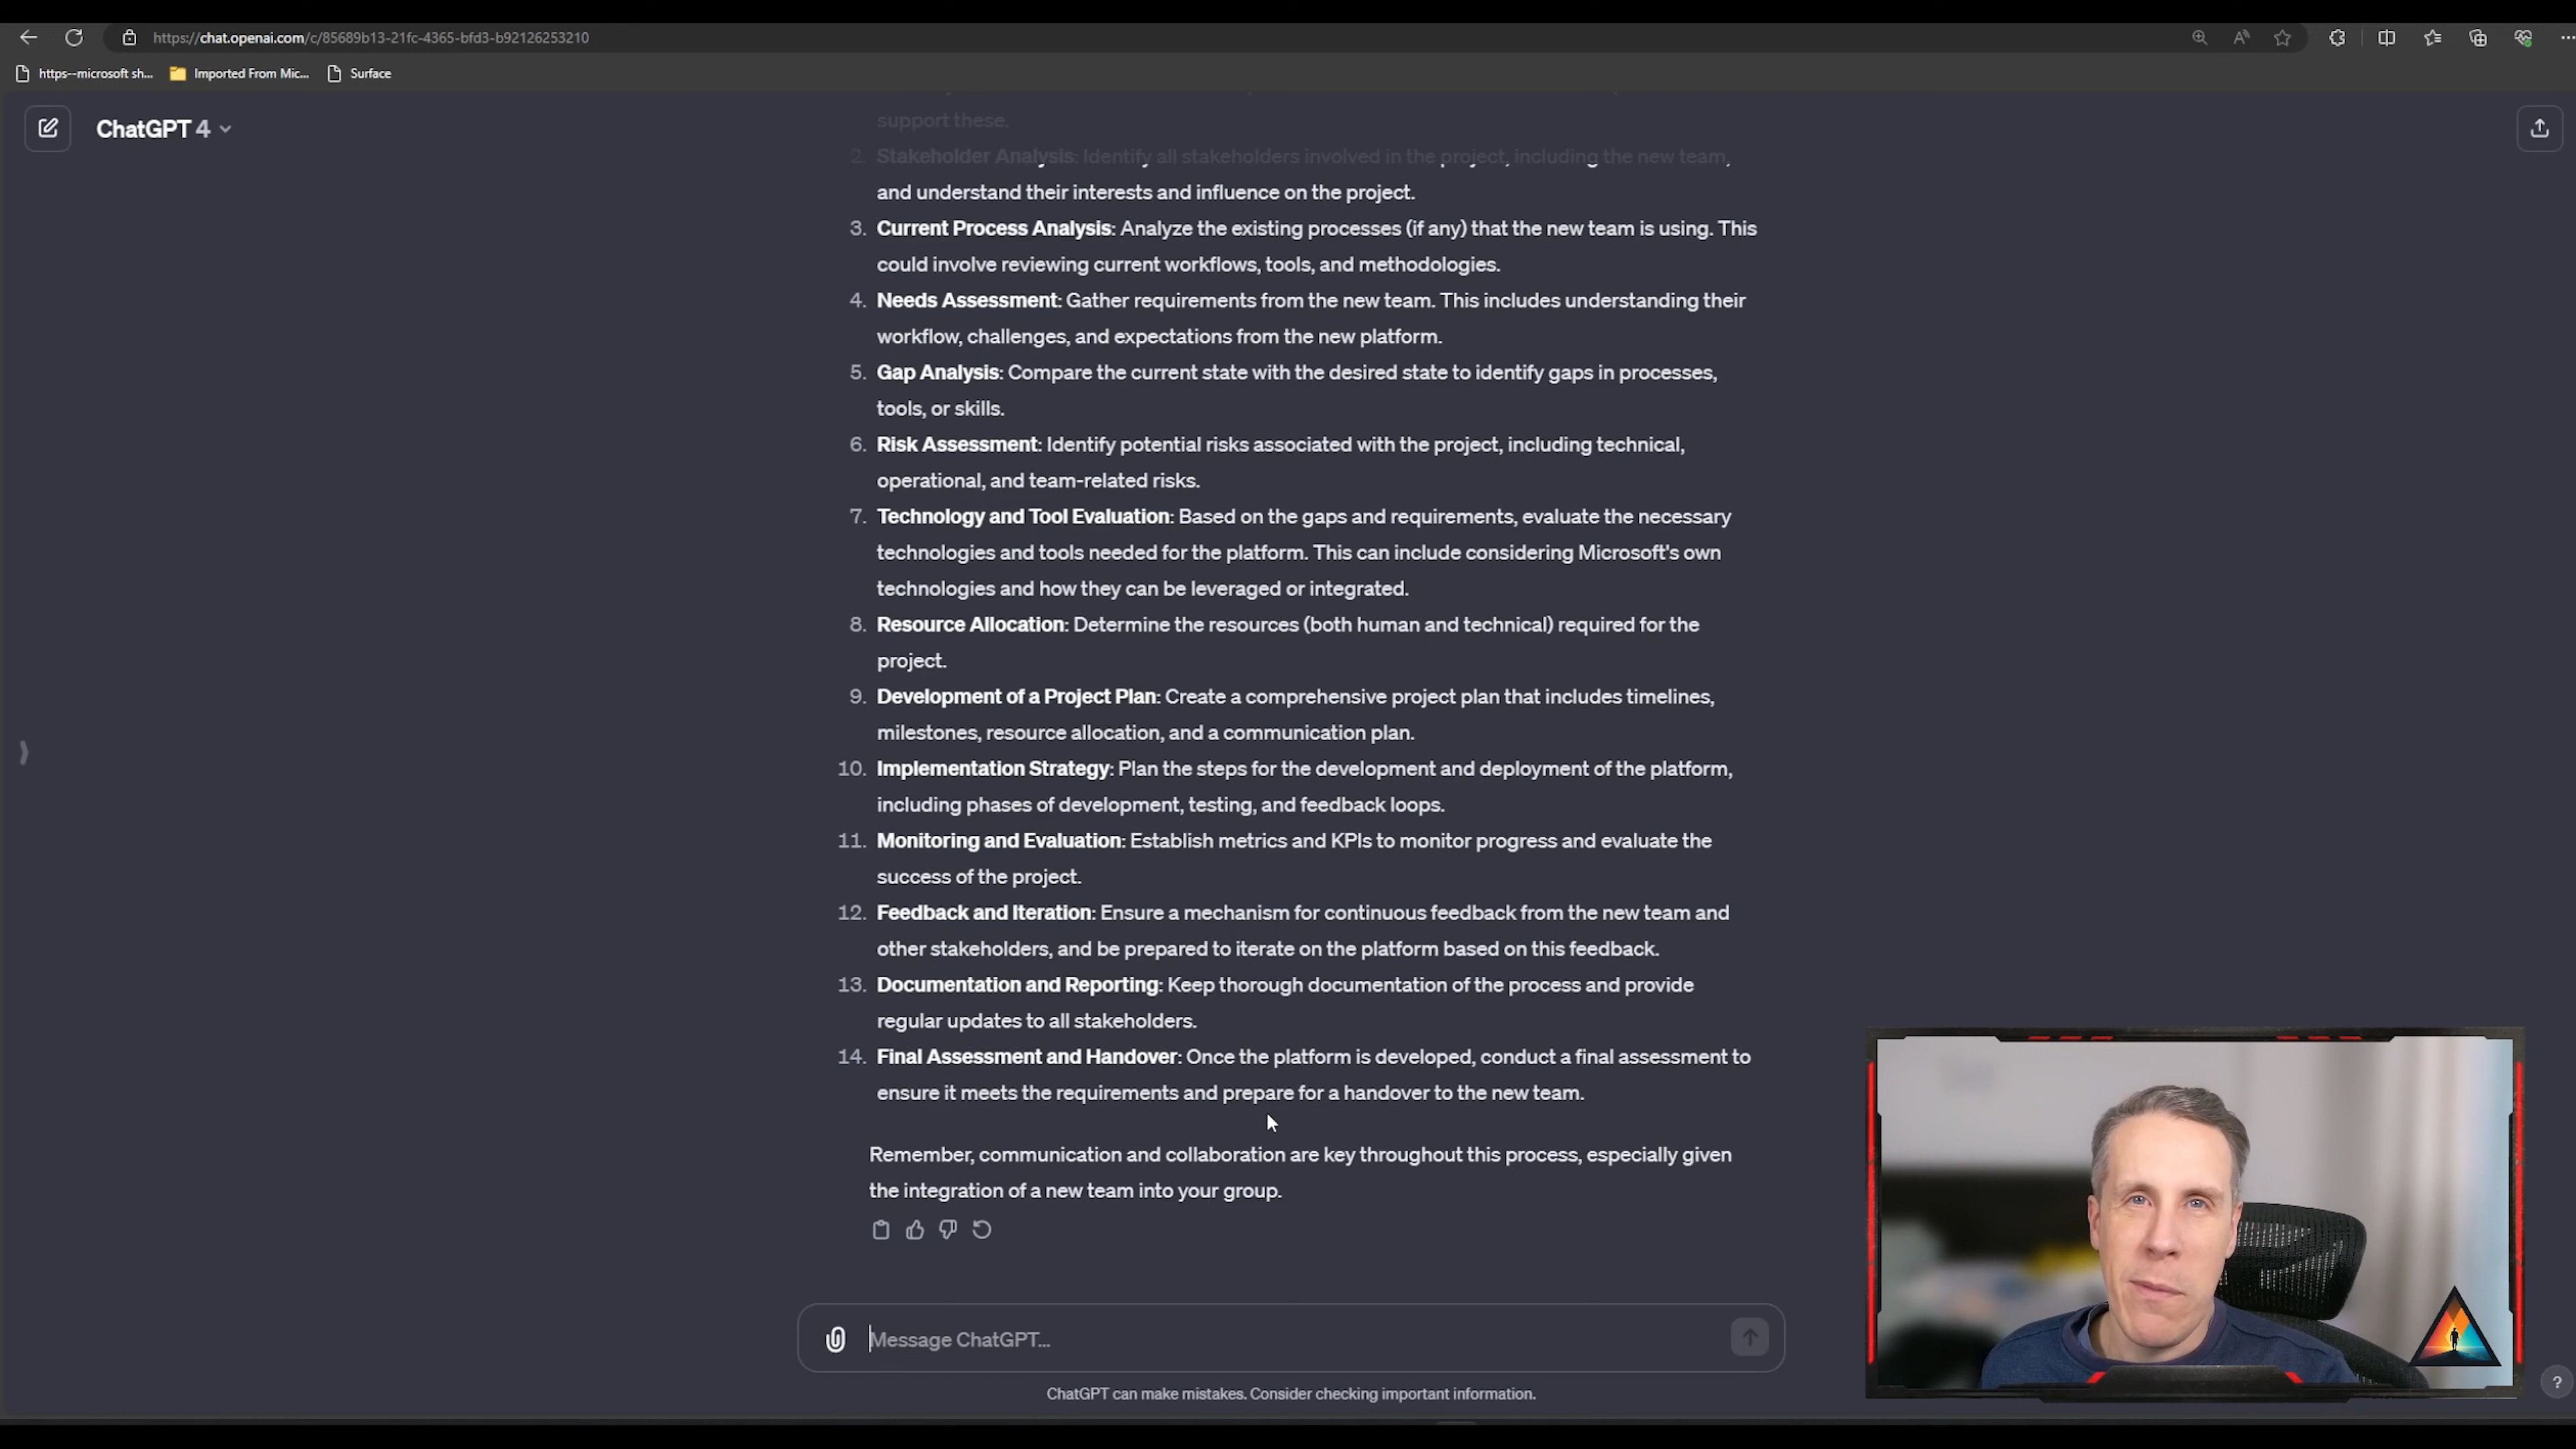 https://chat.openai.com/c/85689b13-21fc-4365-bfd3-b92126253210
https--microsoft sh...
Imported From Mic...
Surface
ChatGPT 4
support these.
2. Stakeholder Analysis: Identify all stakeholders involved in the project, including the new team,
and understand their interests and influence on the project.
3. Current Process Analysis: Analyze the existing processes (if any) that the new team is using. This
could involve reviewing current workflows, tools, and methodologies.
4. Needs Assessment: Gather requirements from the new team. This includes understanding their
workflow, challenges, and expectations from the new platform.
5. Gap Analysis: Compare the current state with the desired state to identify gaps in processes,
tools, or skills.
6. Risk Assessment: Identify potential risks associated with the project, including technical,
operational, and team-related risks.
7. Technology and Tool Evaluation: Based on the gaps and requirements, evaluate the necessary
technologies and tools needed for the platform. This can include considering Microsoft's own
technologies and how they can be leveraged or integrated.
8. Resource Allocation: Determine the resources (both human and technical) required for the
project.
9. Development of a Project Plan: Create a comprehensive project plan that includes timelines,
milestones, resource allocation, and a communication plan.
10. Implementation Strategy: Plan the steps for the development and deployment of the platform,
including phases of development, testing, and feedback loops.
11. Monitoring and Evaluation: Establish metrics and KPIs to monitor progress and evaluate the
success of the project.
12. Feedback and Iteration: Ensure a mechanism for continuous feedback from the new team and
other stakeholders, and be prepared to iterate on the platform based on this feedback.
13. Documentation and Reporting: Keep thorough documentation of the process and provide
regular updates to all stakeholders.
14. Final Assessment and Handover: Once the platform is developed, conduct a final assessment to
ensure it meets the requirements and prepare for a handover to the new team.
Remember, communication and collaboration are key throughout this process, especially given
the integration of a new team into your group.
Message ChatGPT...
ChatGPT can make mistakes. Consider checking important information.
?